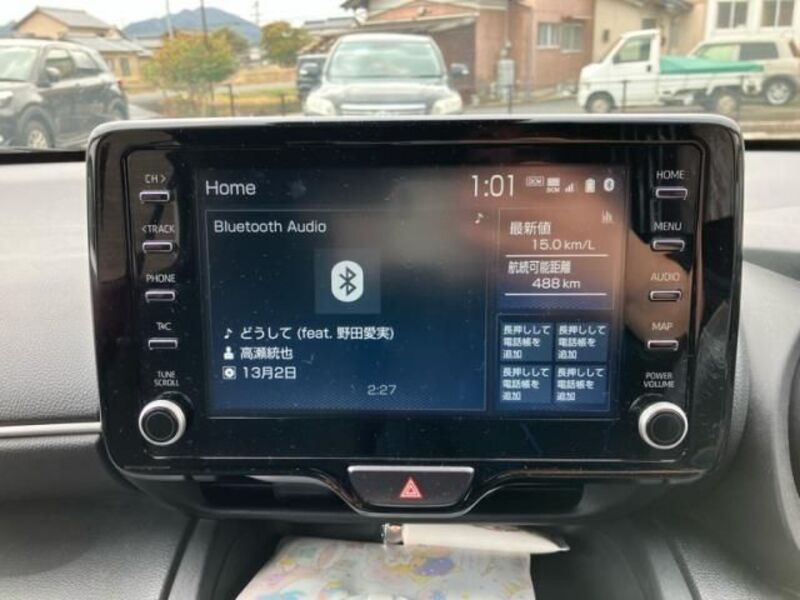 CH >
< TRACK
PHONE
T∧C
TUNE
SCROLL
Home
1:01
DCM
DCM
Bluetooth Audio
♪ どうして (feat. 野田愛実)
高瀬統也
13月2日
2:27
最新値
15.0 km/L
航続可能距離
488 km
長押しして
電話帳を
追加
長押しして
電話帳を
追加
長押しして
電話帳を
追加
長押しして
電話帳を
追加
HOME
MENU
AUDIO
MAP
POWER
VOLUME